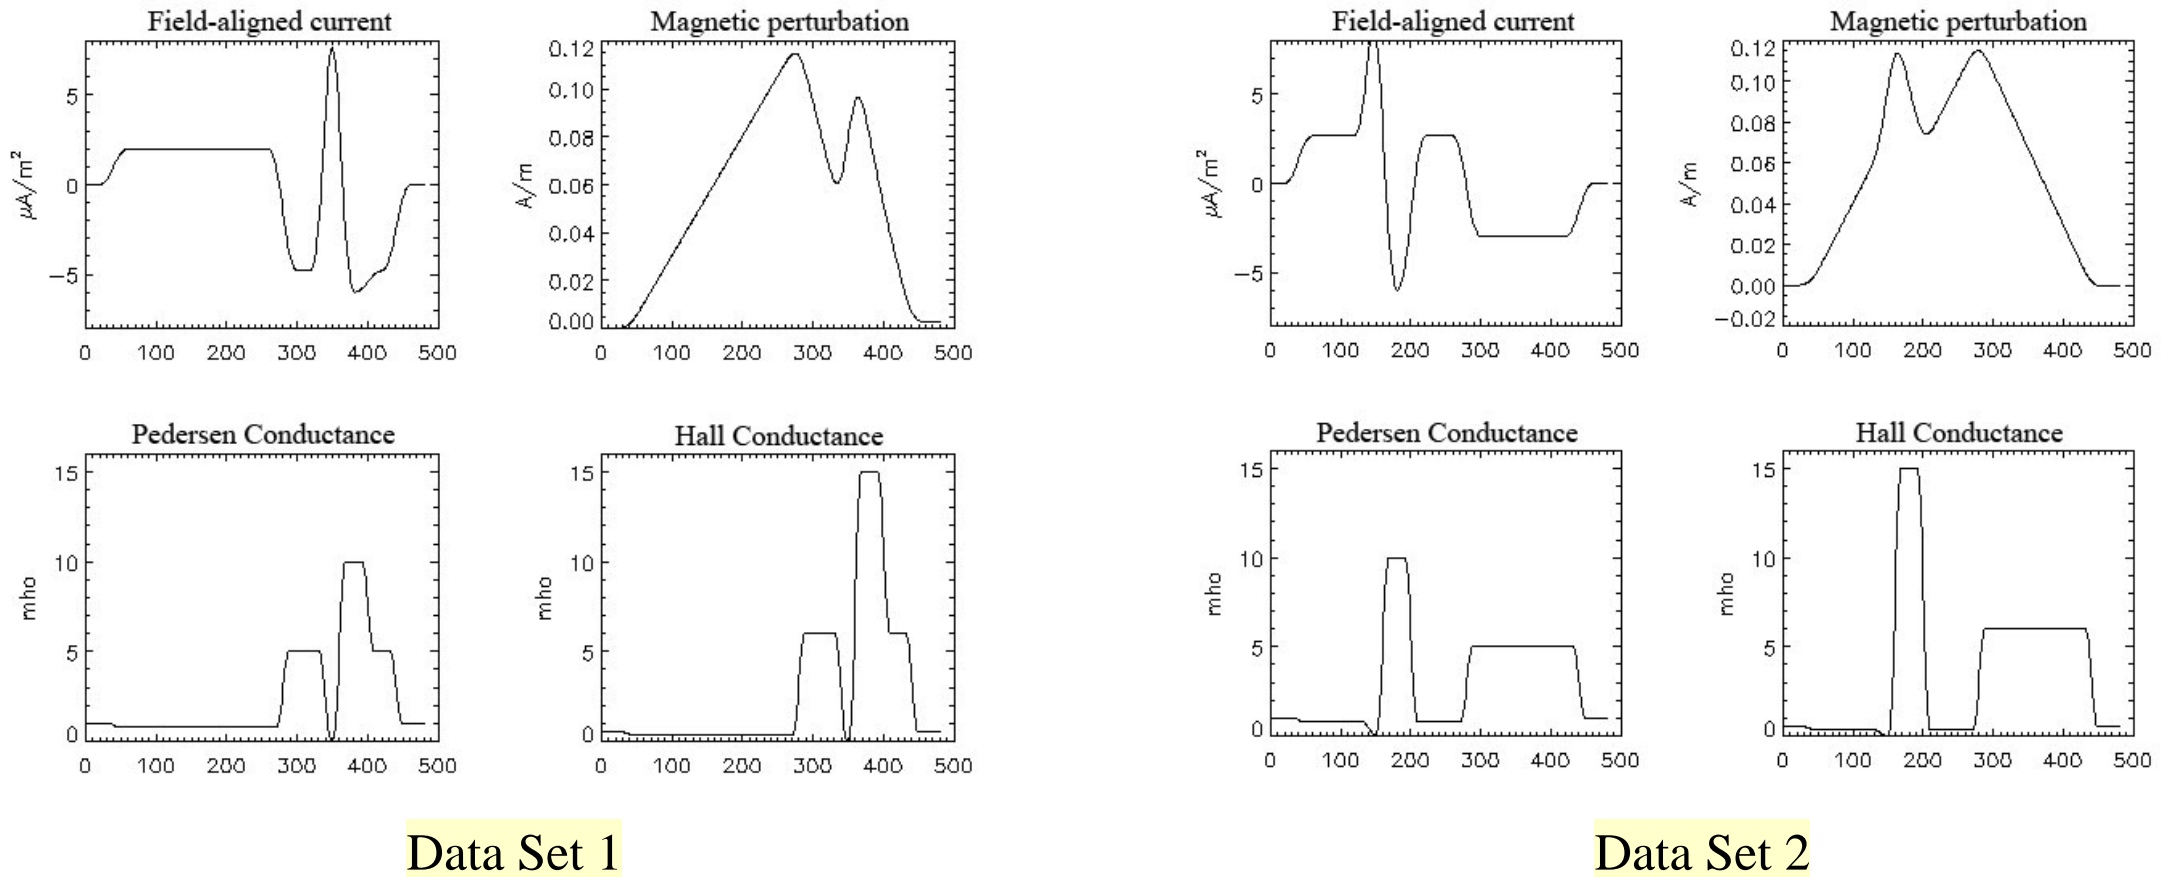 Field-aligned current
5
0
−5
μA/m²
0 100 200 300 400 500
Magnetic perturbation
0.12
0.10
0.08
0.06
0.04
0.02
0.00
A/m
0 100 200 300 400 500
Pedersen Conductance
15
10
5
0
mho
0 100 200 300 400 500
Hall Conductance
15
10
5
0
mho
0 100 200 300 400 500
Data Set 1
Field-aligned current
5
0
−5
μA/m²
0 100 200 300 400 500
Magnetic perturbation
0.12
0.10
0.08
0.06
0.04
0.02
0.00
−0.02
A/m
0 100 200 300 400 500
Pedersen Conductance
15
10
5
0
mho
0 100 200 300 400 500
Hall Conductance
15
10
5
0
mho
0 100 200 300 400 500
Data Set 2